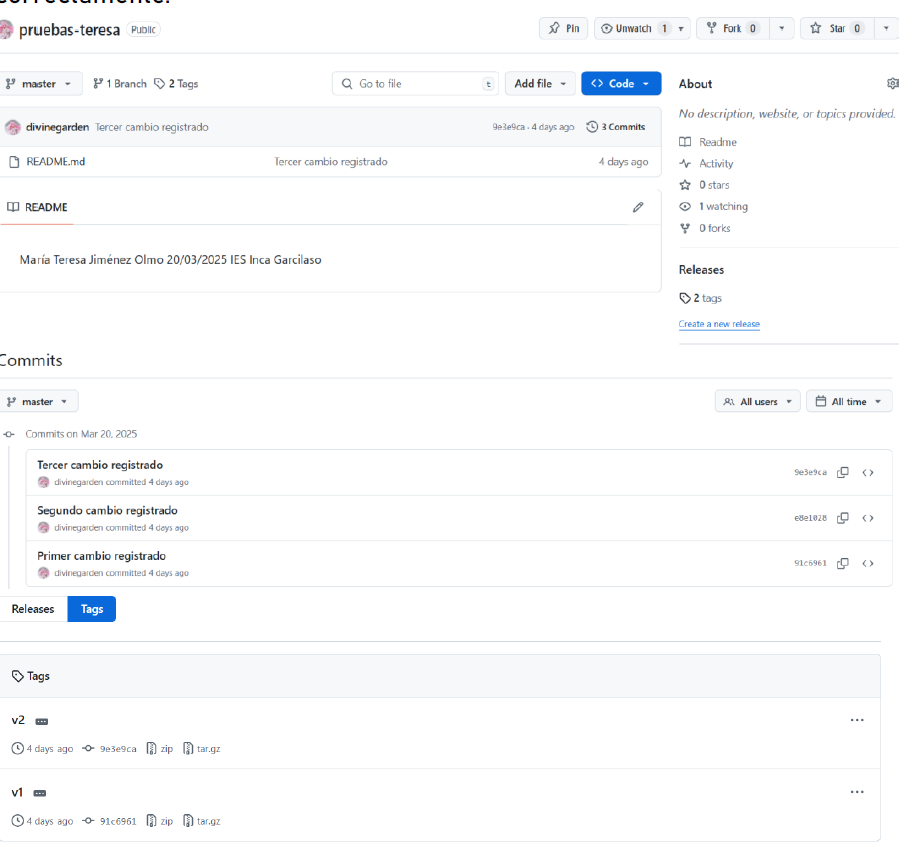 correctamente.
pruebas-teresa Public Pin Unwatch 1 Fork 0 Star 0
master 1 Branch 2 Tags Go to file t Add file Code
About
No description, website, or topics provided.
divinegarden Tercer cambio registrado 9e3e9ca · 4 days ago 3 Commits
README.md Tercer cambio registrado 4 days ago
Readme
Activity
0 stars
1 watching
0 forks
README
María Teresa Jiménez Olmo 20/03/2025 IES Inca Garcilaso
Releases
2 tags
Create a new release
Commits
master All users All time
Commits on Mar 20, 2025
Tercer cambio registrado
divinegarden committed 4 days ago
9e3e9ca
Segundo cambio registrado
divinegarden committed 4 days ago
e8e1028
Primer cambio registrado
divinegarden committed 4 days ago
91c6961
Releases Tags
Tags
v2
4 days ago 9e3e9ca zip tar.gz
v1
4 days ago 91c6961 zip tar.gz